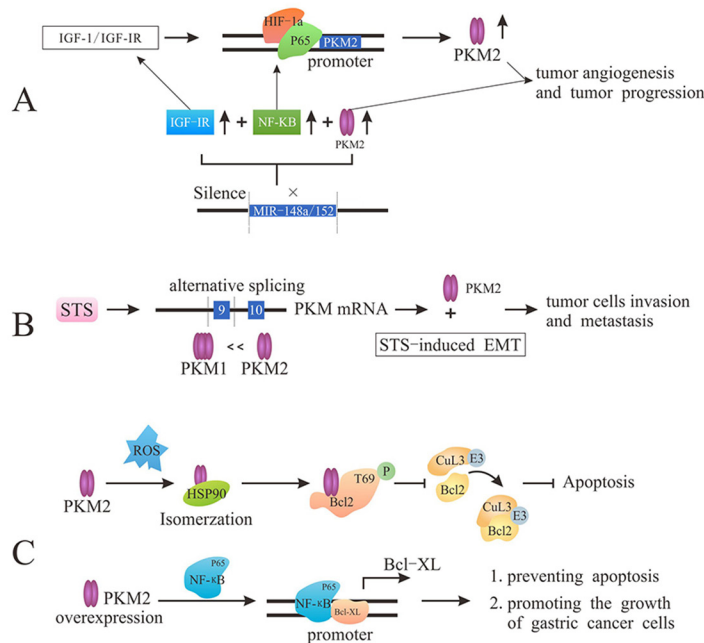 A
IGF-1/IGF-IR
HIF-1a
P65
PKM2
promoter
PKM2
tumor angiogenesis
and tumor progression
IGF-IR
+
NF-KB
+
PKM2
Silence
×
MIR-148a/152
B
STS
alternative splicing
9
10
PKM mRNA
PKM1
<<
PKM2
PKM2
+
STS-induced EMT
tumor cells invasion
and metastasis
C
PKM2
ROS
HSP90
Isomerzation
Bcl2
T69
P
CuL3
E3
Bcl2
CuL3
E3
Bcl2
Apoptosis
PKM2
overexpression
P65
NF-κB
P65
NF-κB
Bcl-XL
promoter
Bcl-XL
1. preventing apoptosis
2. promoting the growth
of gastric cancer cells